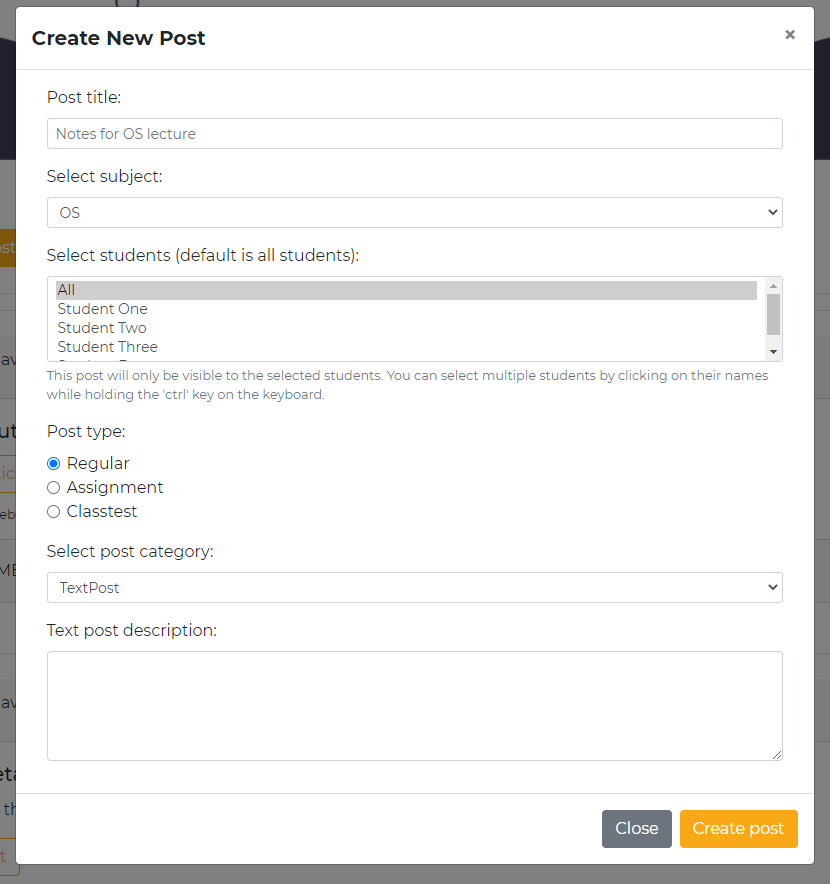 Create New Post
×
Post title:
Notes for OS lecture
Select subject:
OS
Select students (default is all students):
All
Student One
Student Two
Student Three
This post will only be visible to the selected students. You can select multiple students by clicking on their names
while holding the 'ctrl' key on the keyboard.
Post type:
Regular
Assignment
Classtest
Select post category:
TextPost
Text post description:
Close
Create post